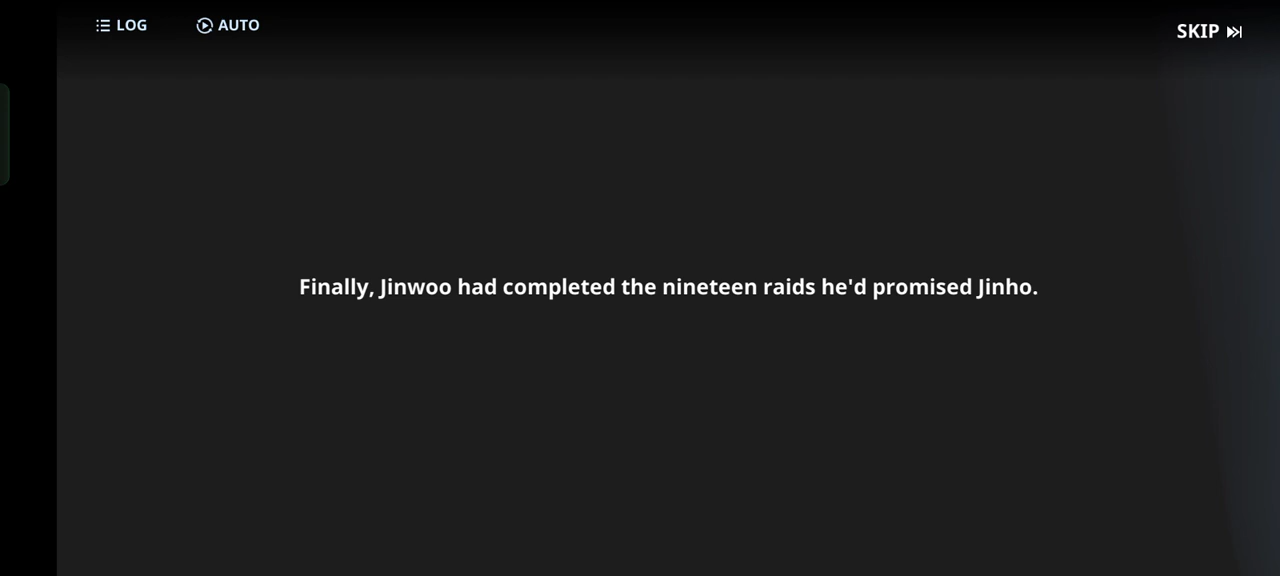 LOG
AUTO
SKIP
Finally, Jinwoo had completed the nineteen raids he'd promised Jinho.